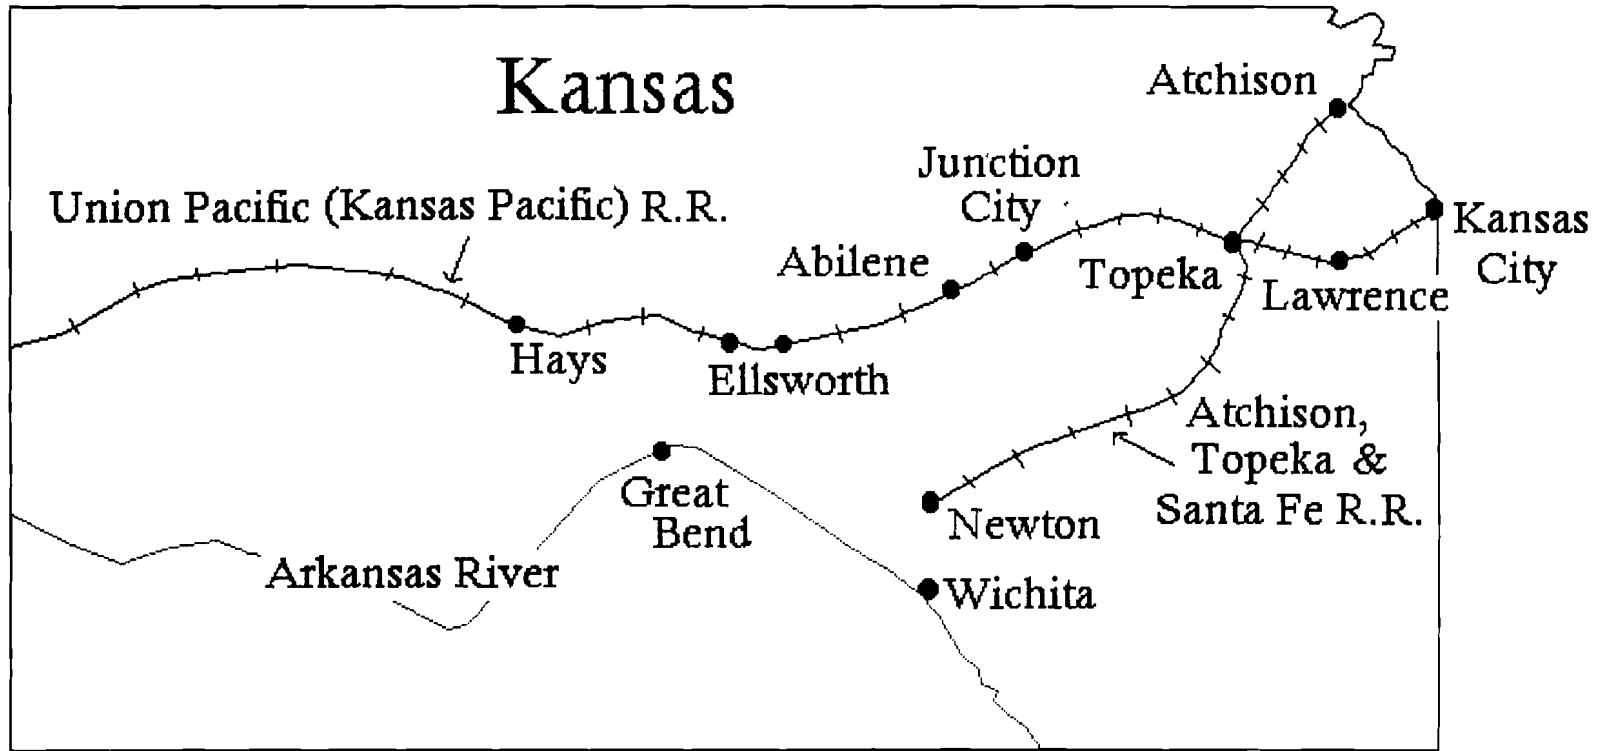 Kansas
Atchison
Junction
City
Union Pacific (Kansas Pacific) R.R.
Kansas
City
Abilene
Topeka
Lawrence
Hays
Ellsworth
Atchison,
Topeka &
Santa Fe R.R.
Great
Bend
Newton
Arkansas River
Wichita